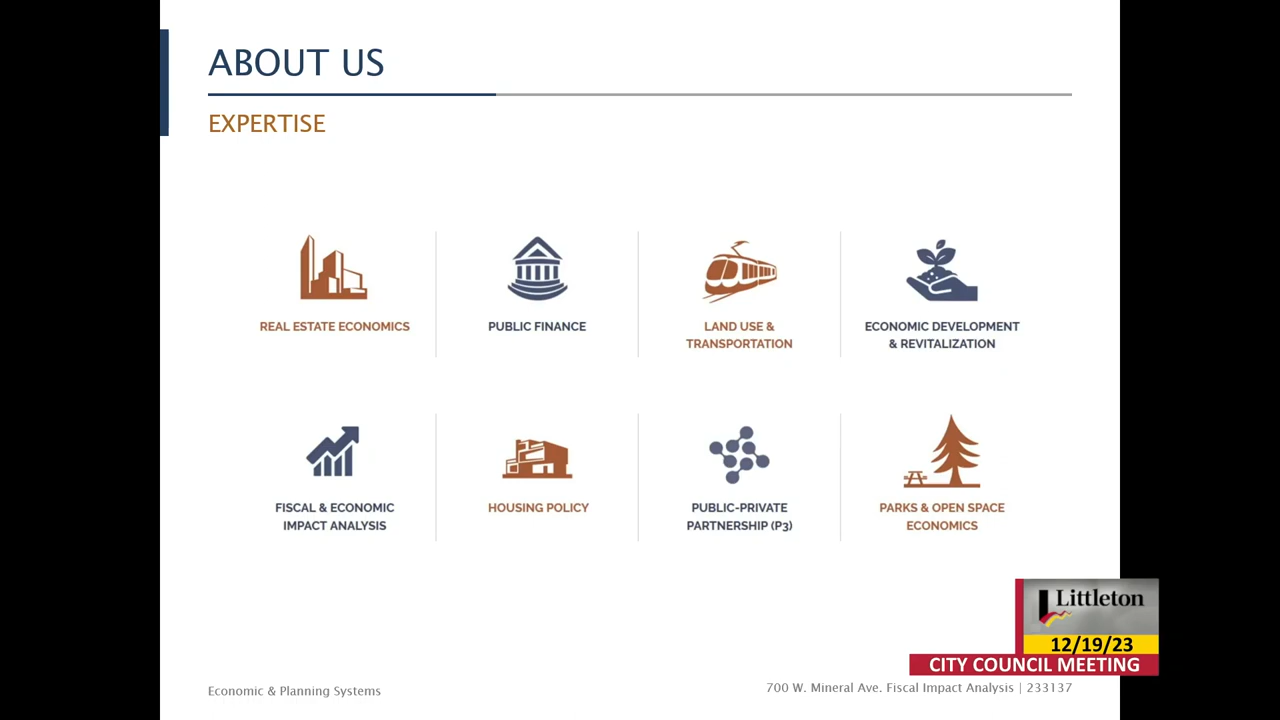 ABOUT US
EXPERTISE
REAL ESTATE ECONOMICS
PUBLIC FINANCE
LAND USE &
TRANSPORTATION
ECONOMIC DEVELOPMENT
& REVITALIZATION
FISCAL & ECONOMIC
IMPACT ANALYSIS
HOUSING POLICY
PUBLIC-PRIVATE
PARTNERSHIP (P3)
PARKS & OPEN SPACE
ECONOMICS
Littleton
12/19/23
CITY COUNCIL MEETING
Economic & Planning Systems
700 W. Mineral Ave. Fiscal Impact Analysis | 233137